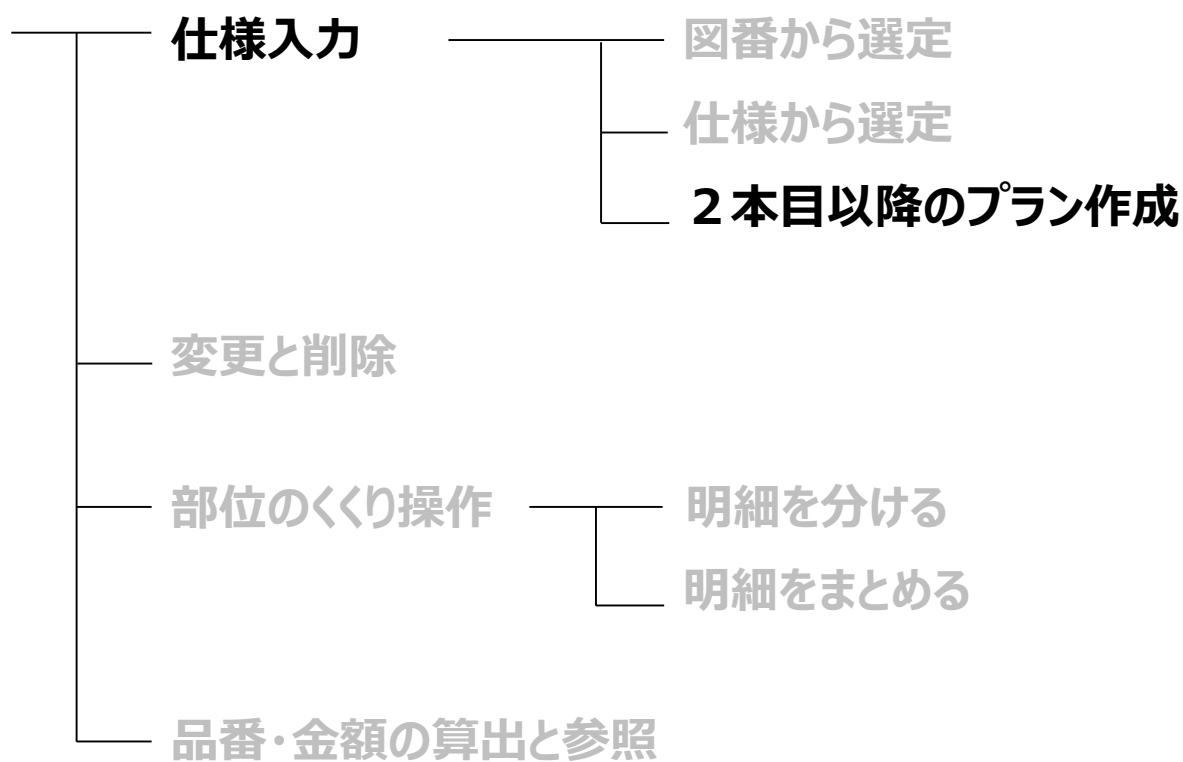 仕様入力
図番から選定
仕様から選定
２本目以降のプラン作成
変更と削除
部位のくくり操作
明細を分ける
明細をまとめる
品番・金額の算出と参照